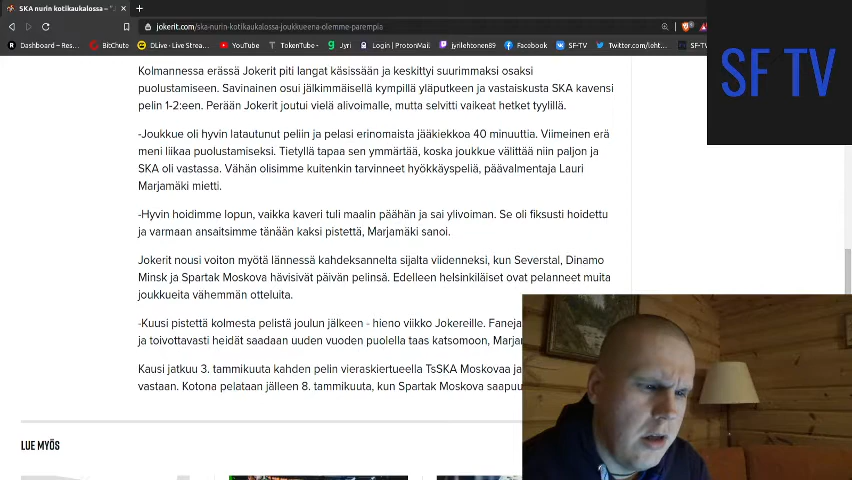 SKA nurin kotikaukalossa – "J
jokerit.com/ska-nurin-kotikaukalossa-joukkueena-olemme-parempia
Dashboard – Res... BitChute DLive · Live Strea... YouTube TokenTube · Jyri Login | ProtonMail jyrilehtonen89 Facebook SF-TV Twitter.com/leht... SF-TV
SF TV
Kolmannessa erässä Jokerit piti langat käsissään ja keskittyi suurimmaksi osaksi
puolustamiseen. Savinainen osui jälkimmäisellä kympillä yläputkeen ja vastaiskusta SKA kavensi
pelin 1-2:een. Perään Jokerit joutui vielä alivoimalle, mutta selvitti vaikeat hetket tyylillä.
-Joukkue oli hyvin latautunut peliin ja pelasi erinomaista jääkiekkoa 40 minuuttia. Viimeinen erä
meni liikaa puolustamiseksi. Tietyllä tapaa sen ymmärtää, koska joukkue välittää niin paljon ja
SKA oli vastassa. Vähän olisimme kuitenkin tarvinneet hyökkäyspeliä, päävalmentaja Lauri
Marjamäki mietti.
-Hyvin hoidimme lopun, vaikka kaveri tuli maalin päähän ja sai ylivoiman. Se oli fiksusti hoidettu
ja varmaan ansaitsimme tänään kaksi pistettä, Marjamäki sanoi.
Jokerit nousi voiton myötä lännessä kahdeksannelta sijalta viidenneksi, kun Severstal, Dinamo
Minsk ja Spartak Moskova hävisivät päivän pelinsä. Edelleen helsinkiläiset ovat pelanneet muita
joukkueita vähemmän otteluita.
-Kuusi pistettä kolmesta pelistä joulun jälkeen - hieno viikko Jokereille. Faneja
ja toivottavasti heidät saadaan uuden vuoden puolella taas katsomoon, Marja
Kausi jatkuu 3. tammikuuta kahden pelin vieraskiertueella TsSKA Moskovaa ja
vastaan. Kotona pelataan jälleen 8. tammikuuta, kun Spartak Moskova saapuu
LUE MYÖS